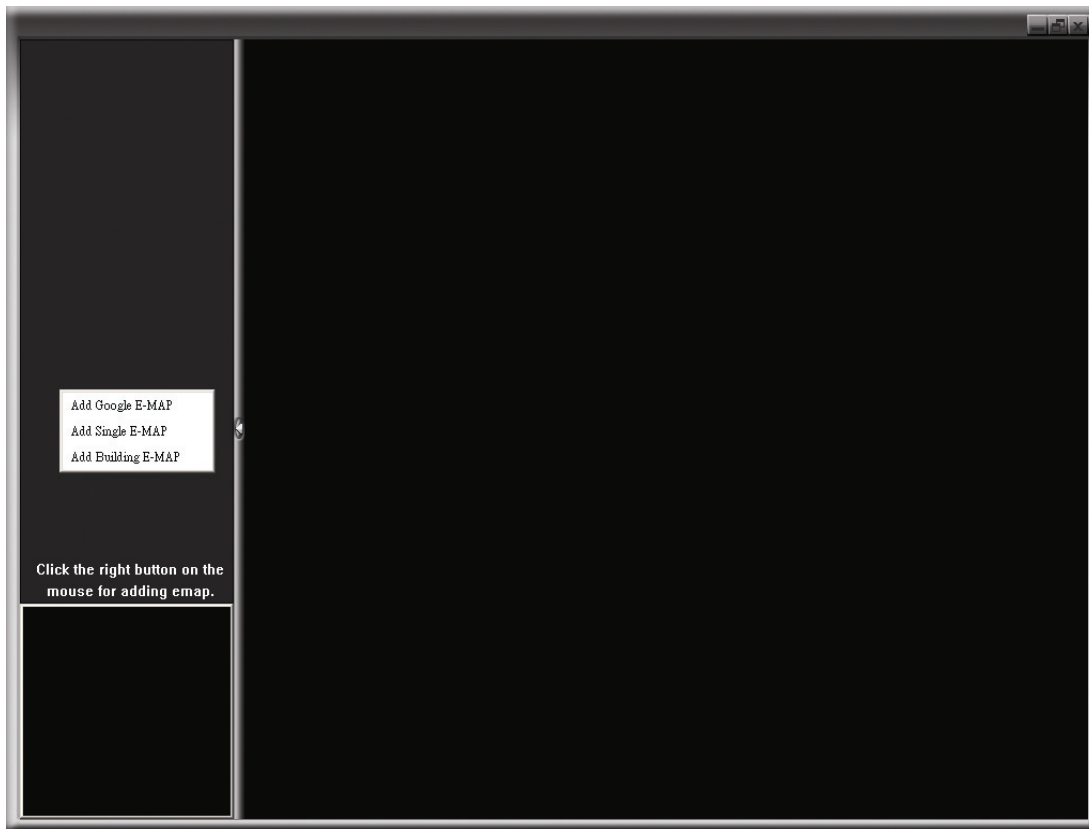 Add Google E-MAP
Add Single E-MAP
Add Building E-MAP
Click the right button on the
mouse for adding emap.